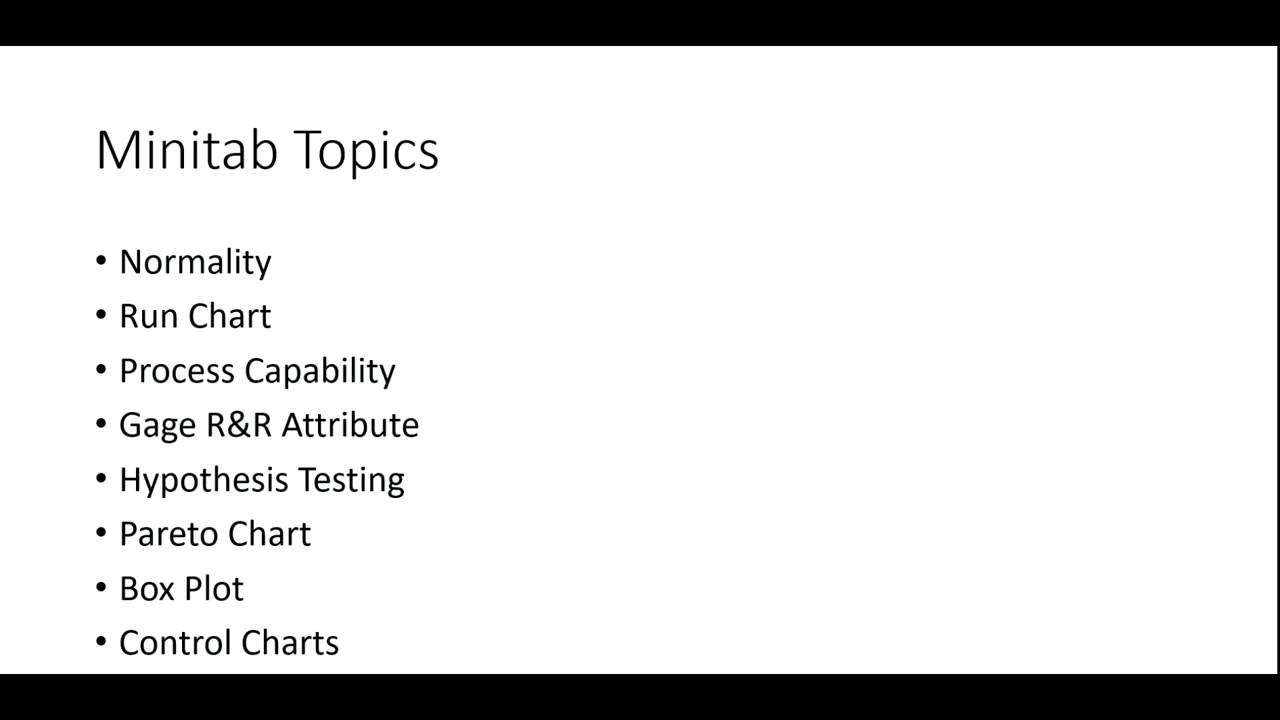 Minitab Topics
• Normality
• Run Chart
• Process Capability
• Gage R&R Attribute
• Hypothesis Testing
• Pareto Chart
• Box Plot
• Control Charts